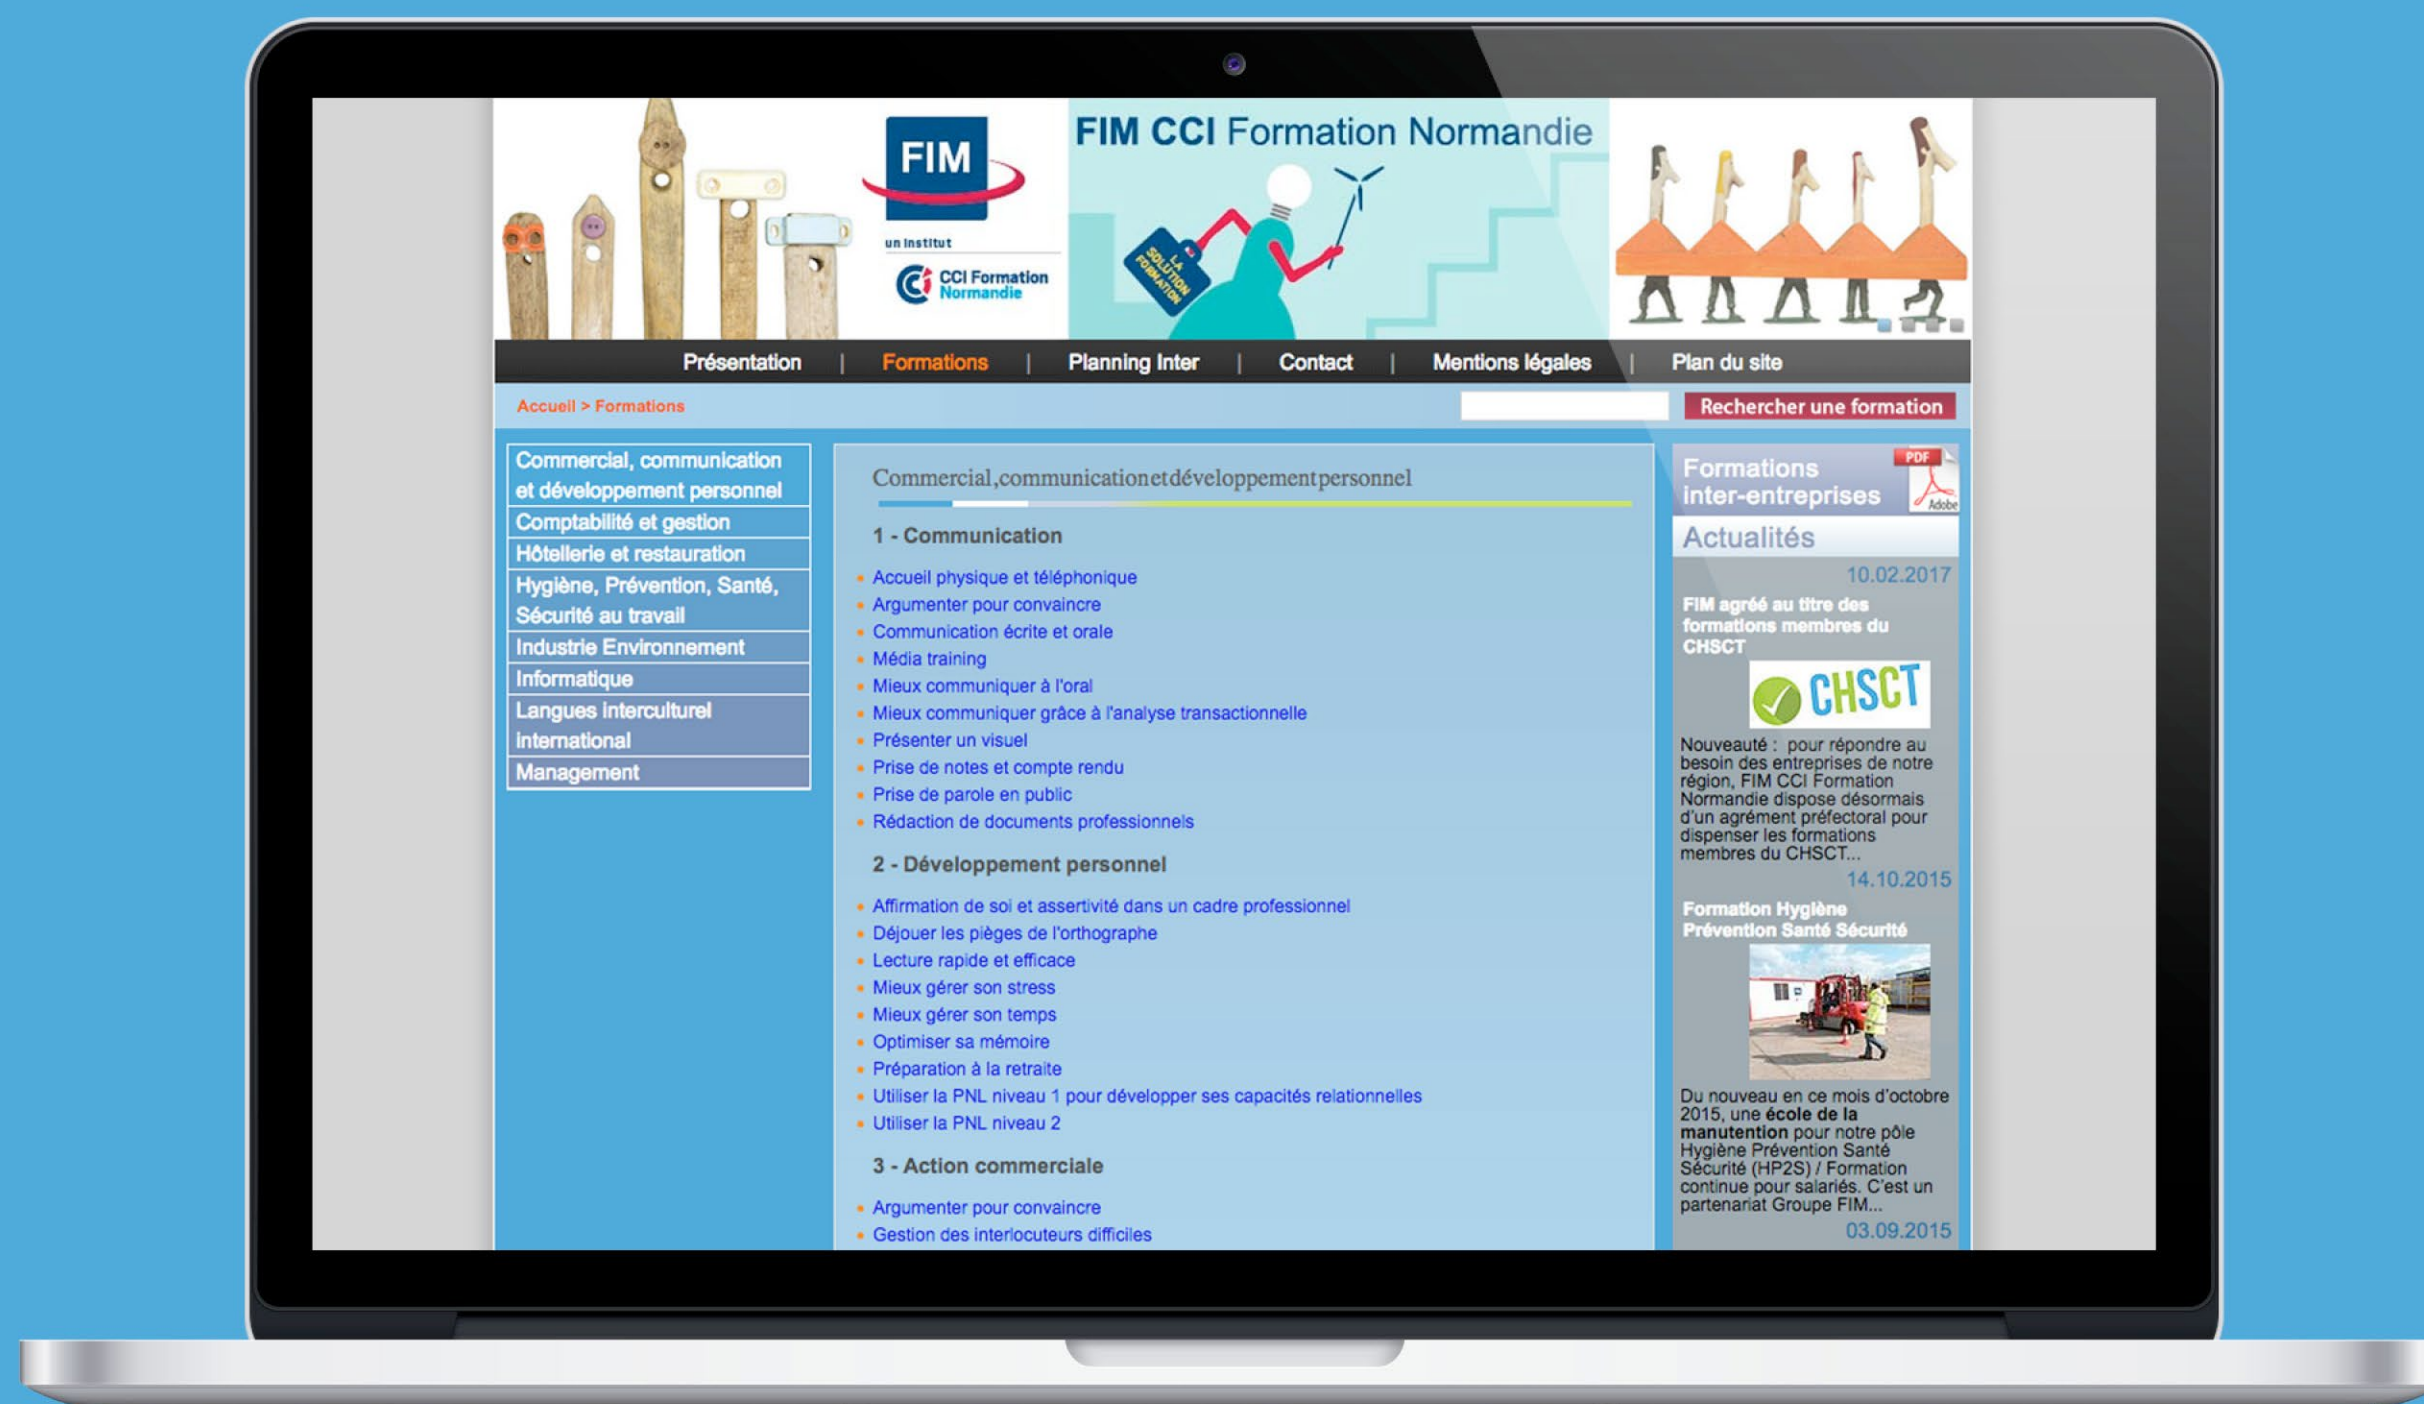 FIM
un Institut
CCI Formation
Normandie
FIM CCI Formation Normandie
LA
SOLUTION
FORMATION
Présentation | Formations | Planning Inter | Contact | Mentions légales | Plan du site
Accueil > Formations
Rechercher une formation
Commercial, communication
et développement personnel
Comptabilité et gestion
Hôtellerie et restauration
Hygiène, Prévention, Santé,
Sécurité au travail
Industrie Environnement
Informatique
Langues interculturel
international
Management
Commercial, communication et développement personnel
1 - Communication
Accueil physique et téléphonique
Argumenter pour convaincre
Communication écrite et orale
Média training
Mieux communiquer à l'oral
Mieux communiquer grâce à l'analyse transactionnelle
Présenter un visuel
Prise de notes et compte rendu
Prise de parole en public
Rédaction de documents professionnels
2 - Développement personnel
Affirmation de soi et assertivité dans un cadre professionnel
Déjouer les pièges de l'orthographe
Lecture rapide et efficace
Mieux gérer son stress
Mieux gérer son temps
Optimiser sa mémoire
Préparation à la retraite
Utiliser la PNL niveau 1 pour développer ses capacités relationnelles
Utiliser la PNL niveau 2
3 - Action commerciale
Argumenter pour convaincre
Gestion des interlocuteurs difficiles
Formations
inter-entreprises
PDF
Adobe
Actualités
10.02.2017
FIM agréé au titre des
formations membres du
CHSCT
CHSCT
Nouveauté : pour répondre au
besoin des entreprises de notre
région, FIM CCI Formation
Normandie dispose désormais
d'un agrément préfectoral pour
dispenser les formations
membres du CHSCT...
14.10.2015
Formation Hygiène
Prévention Santé Sécurité
Du nouveau en ce mois d'octobre
2015, une école de la
manutention pour notre pôle
Hygiène Prévention Santé
Sécurité (HP2S) / Formation
continue pour salariés. C'est un
partenariat Groupe FIM...
03.09.2015